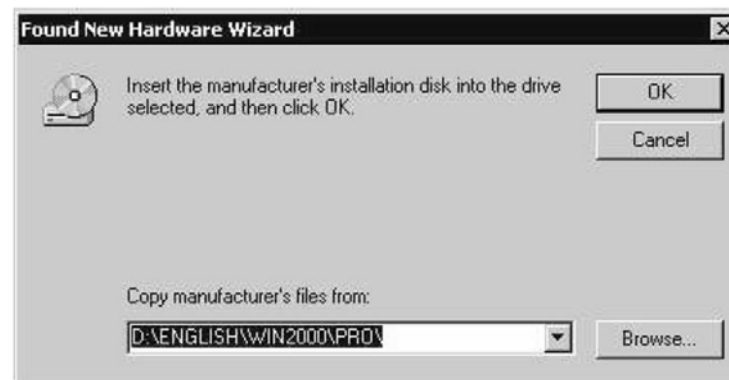 Found New Hardware Wizard
Insert the manufacturer's installation disk into the drive
selected, and then click OK.
OK
Cancel
Copy manufacturer's files from:
D:\ENGLISH\WIN2000\PRO\
Browse...